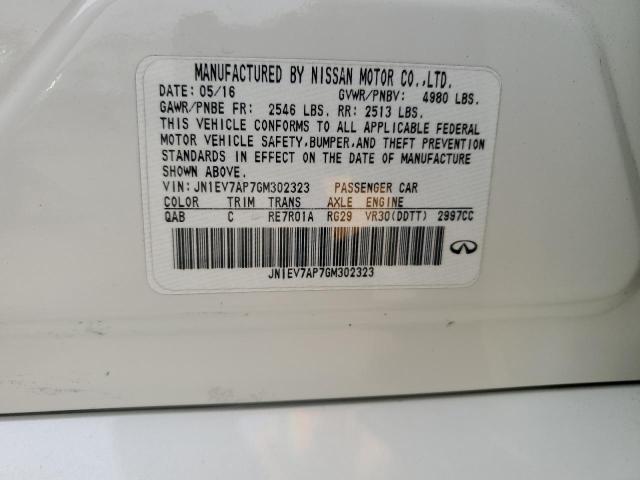 MANUFACTURED BY NISSAN MOTOR CO.,LTD.
DATE: 05/16 GVWR/PNBV: 4980 LBS.
GAWR/PNBE FR: 2546 LBS. RR: 2513 LBS.
THIS VEHICLE CONFORMS TO ALL APPLICABLE FEDERAL
MOTOR VEHICLE SAFETY,BUMPER,AND THEFT PREVENTION
STANDARDS IN EFFECT ON THE DATE OF MANUFACTURE
SHOWN ABOVE.
VIN: JN1EV7AP7GM302323 PASSENGER CAR
COLOR TRIM TRANS AXLE ENGINE
QAB C RE7R01A RG29 VR30(DDTT) 2997CC
JN1EV7AP7GM302323